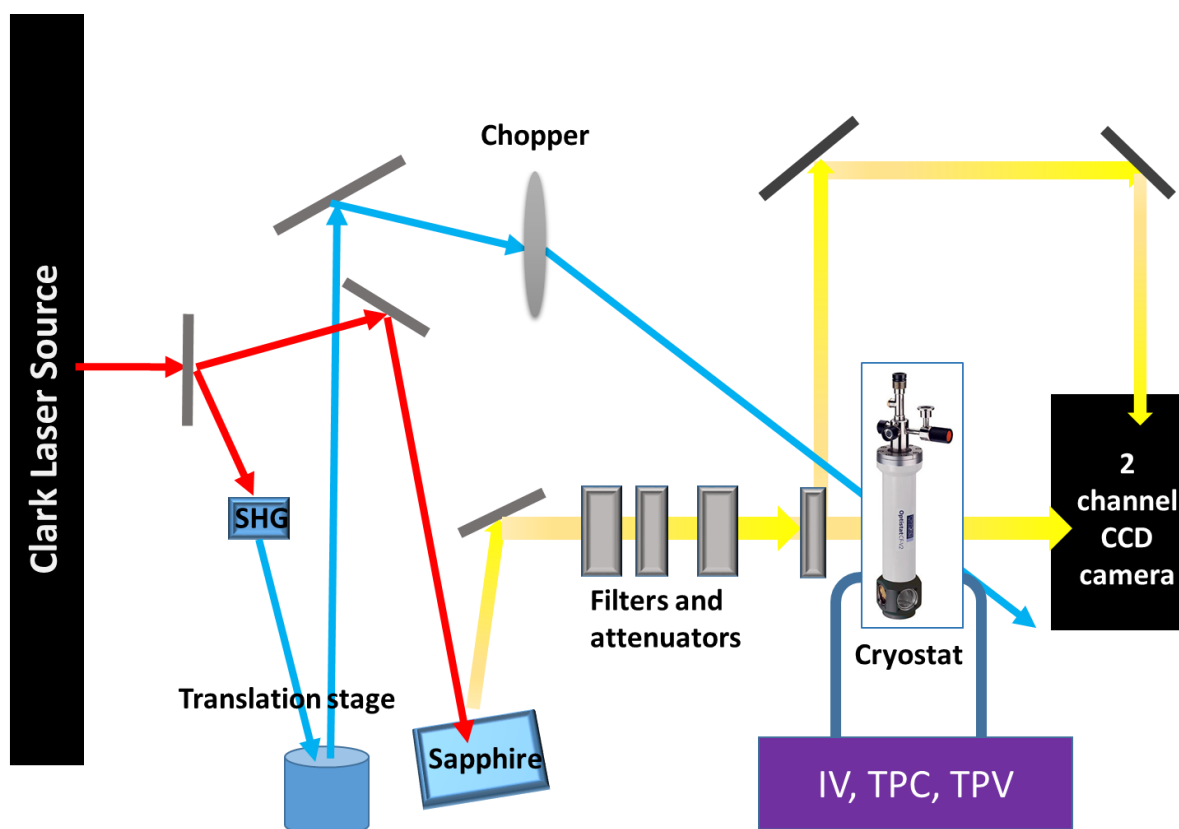 Clark Laser Source
Chopper
SHG
Translation stage
Sapphire
Filters and
attenuators
Cryostat
2
channel
CCD
camera
IV, TPC, TPV